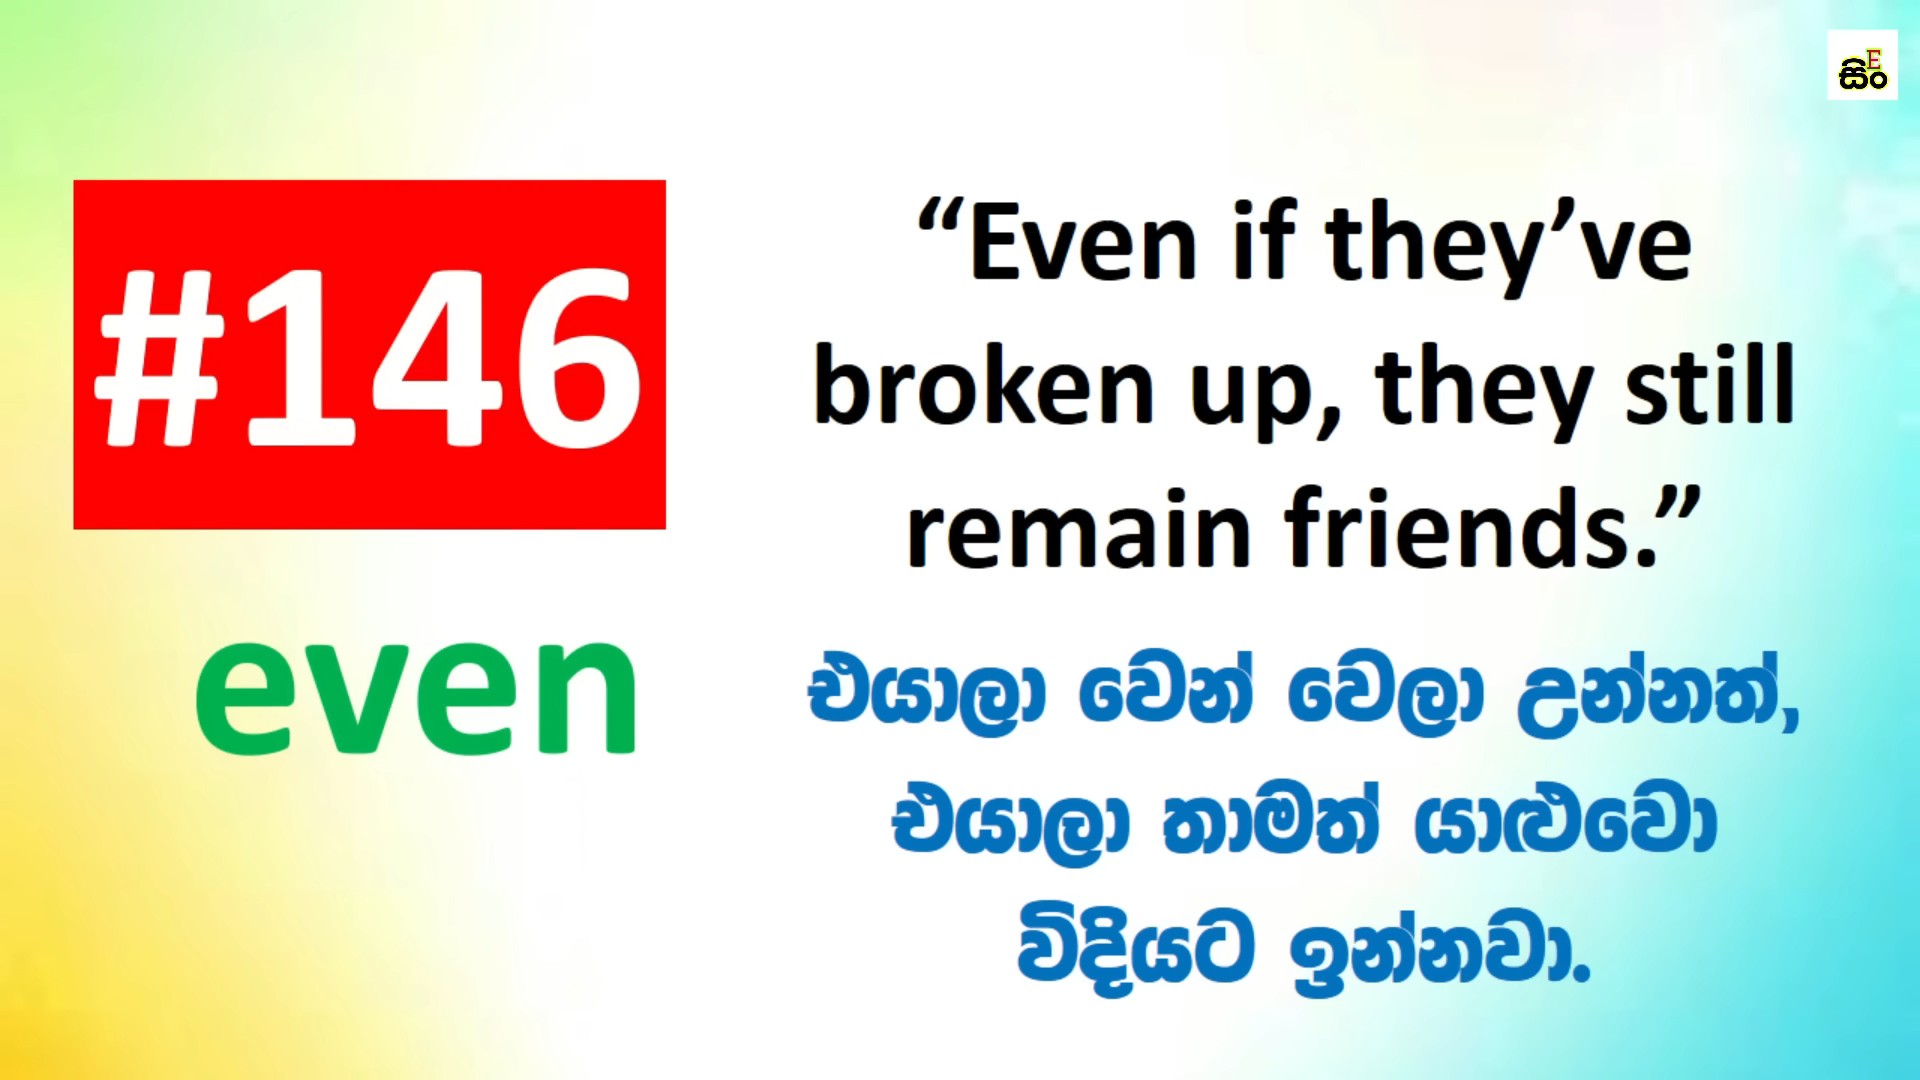 සිං
E
#146
even
“Even if they’ve
broken up, they still
remain friends.”
එයාලා වෙන් වෙලා උන්නත්,
එයාලා තාමත් යාළුවො
විදියට ඉන්නවා.